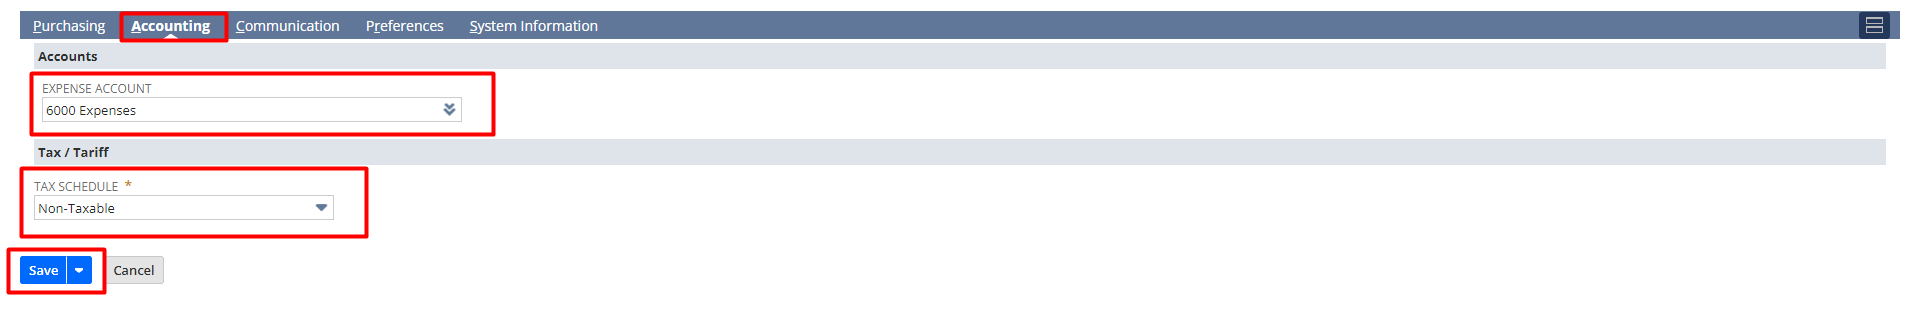 Purchasing Accounting Communication Preferences System Information
Accounts
EXPENSE ACCOUNT
6000 Expenses
Tax / Tariff
TAX SCHEDULE *
Non-Taxable
Save Cancel